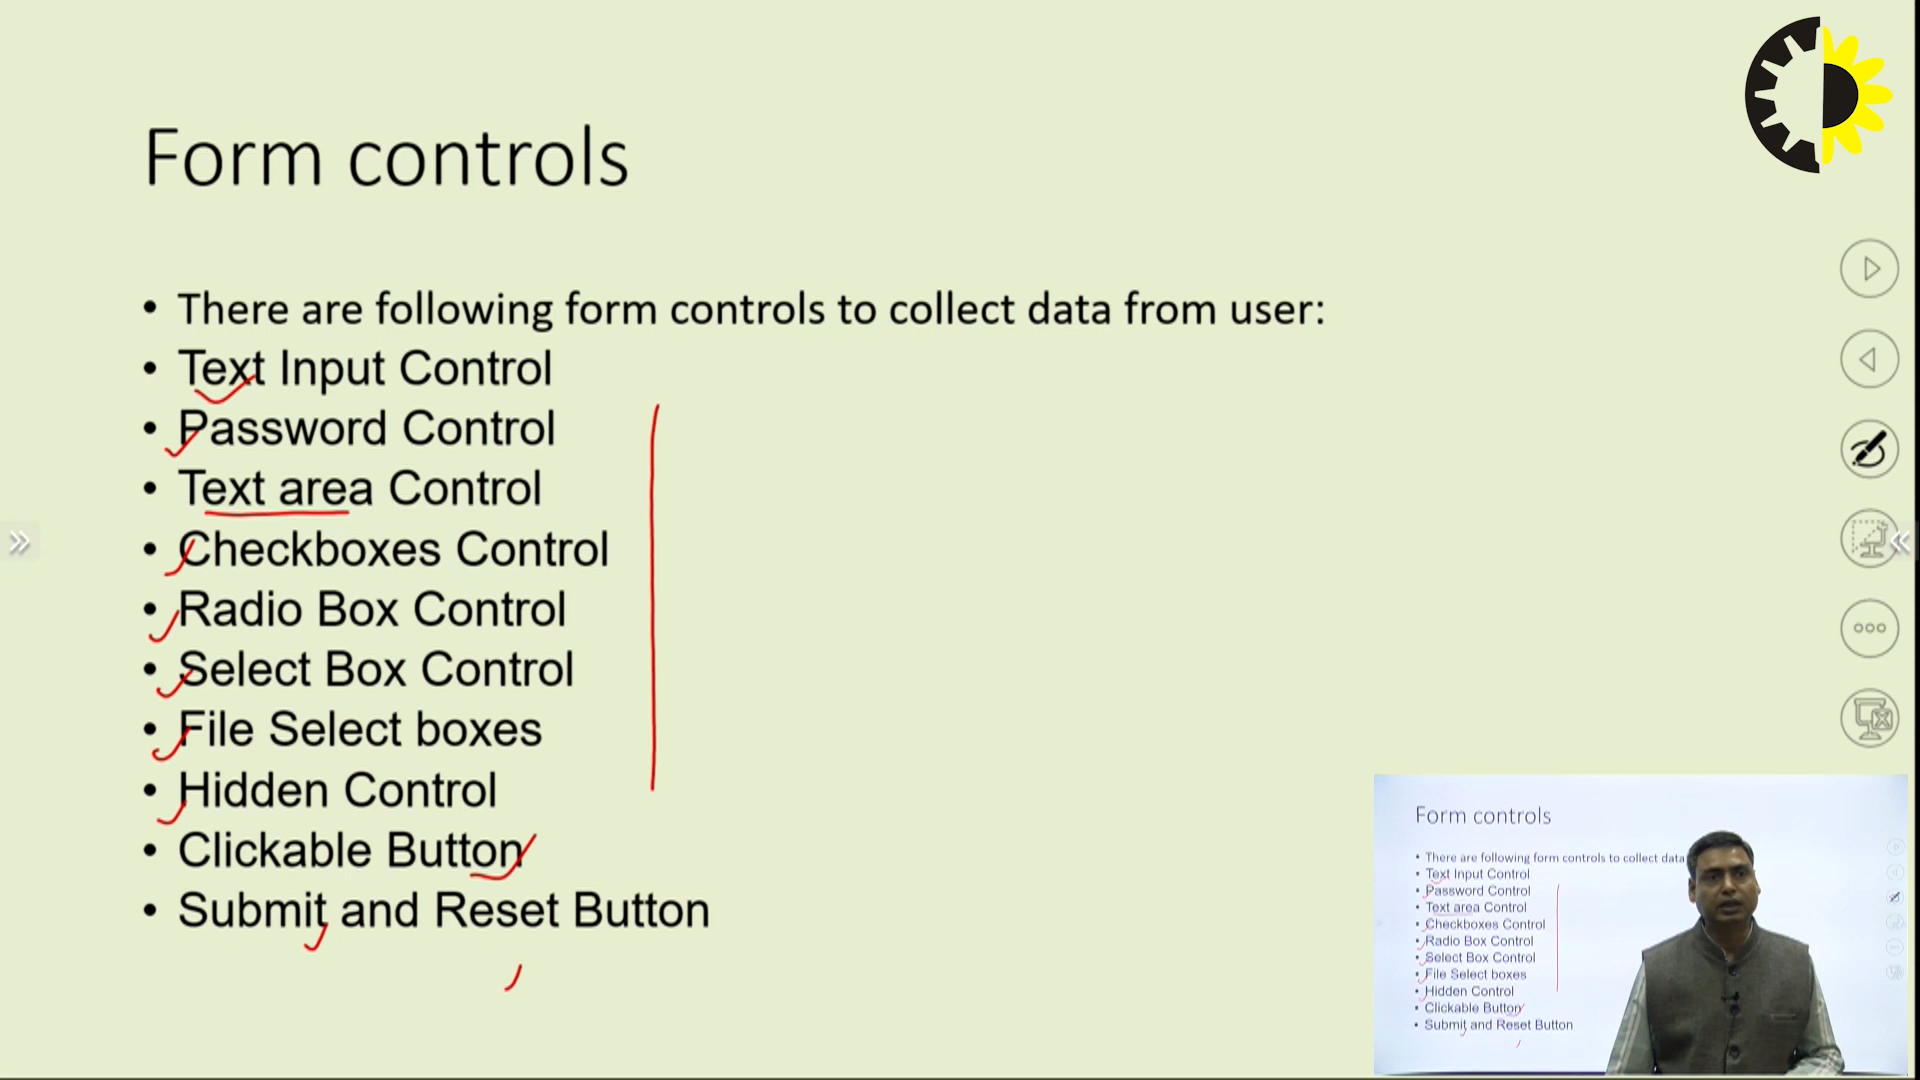 Form controls
• There are following form controls to collect data from user:
• Text Input Control
• Password Control
• Text area Control
• Checkboxes Control
• Radio Box Control
• Select Box Control
• File Select boxes
• Hidden Control
• Clickable Button
• Submit and Reset Button
Form controls
• There are following form controls to collect data
• Text Input Control
• Password Control
• Text area Control
• Checkboxes Control
• Radio Box Control
• Select Box Control
• File Select boxes
• Hidden Control
• Clickable Button
• Submit and Reset Button